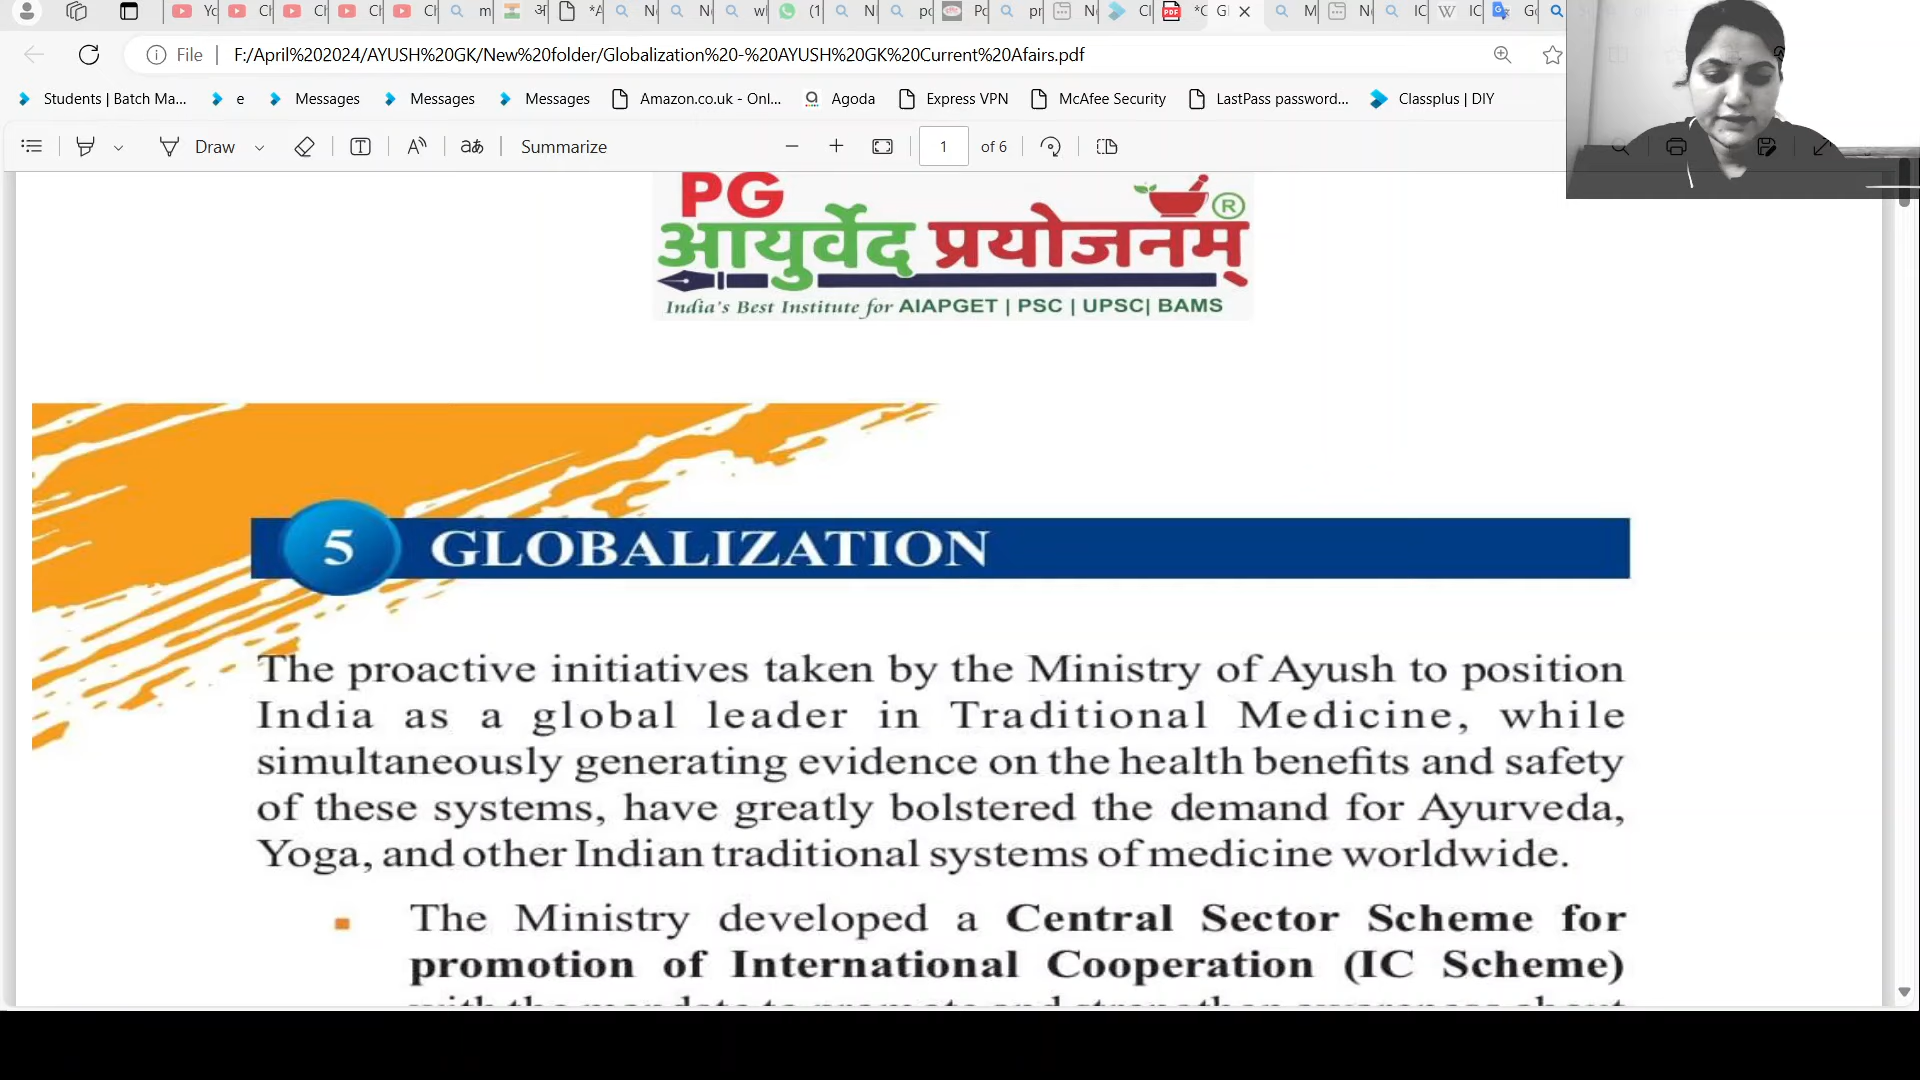 File F:/April%202024/AYUSH%20GK/New%20folder/Globalization%20-%20AYUSH%20GK%20Current%20Afairs.pdf
Students | Batch Ma... e Messages Messages Messages Amazon.co.uk - Onl... Agoda Express VPN McAfee Security LastPass password... Classplus | DIY
Draw Summarize 1 of 6
PG
आयुर्वेद प्रयोजनम् ®
India's Best Institute for AIAPGET | PSC | UPSC| BAMS
5 GLOBALIZATION
The proactive initiatives taken by the Ministry of Ayush to position
India as a global leader in Traditional Medicine, while
simultaneously generating evidence on the health benefits and safety
of these systems, have greatly bolstered the demand for Ayurveda,
Yoga, and other Indian traditional systems of medicine worldwide.
The Ministry developed a Central Sector Scheme for
promotion of International Cooperation (IC Scheme)